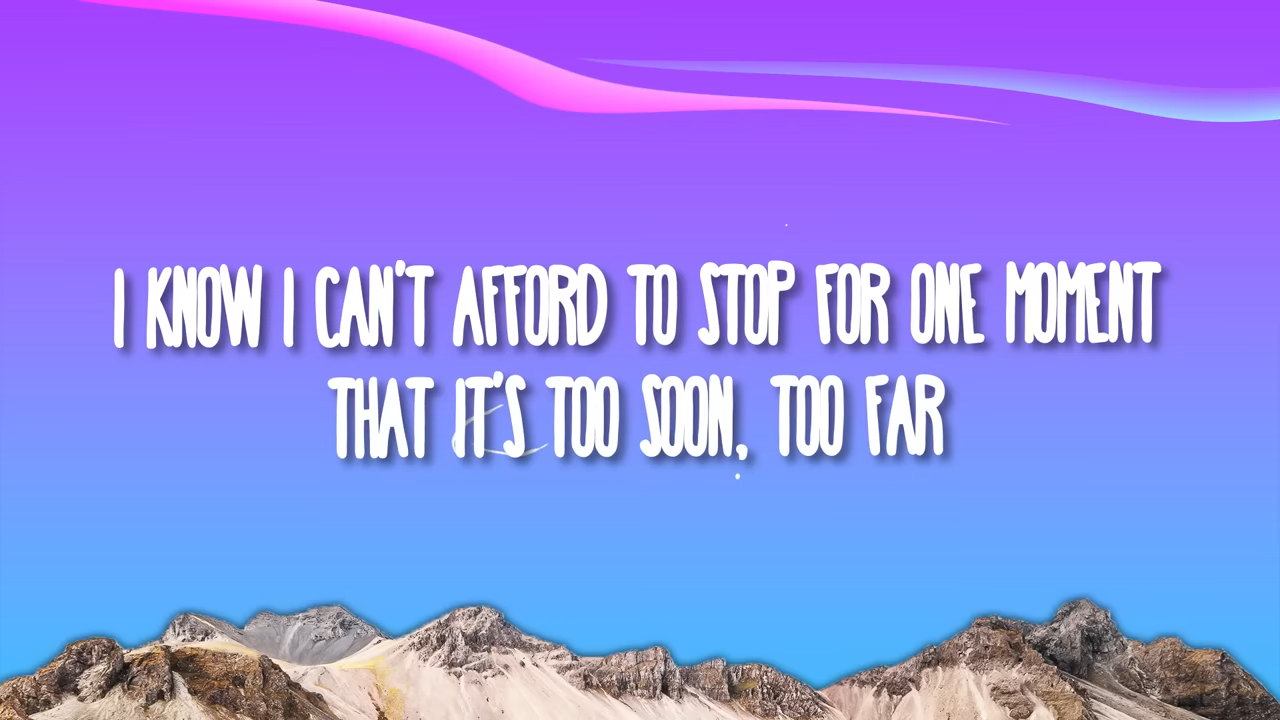 I KNOW I CAN'T AFFORD TO STOP FOR ONE MOMENT
THAT IT'S TOO SOON, TOO FAR